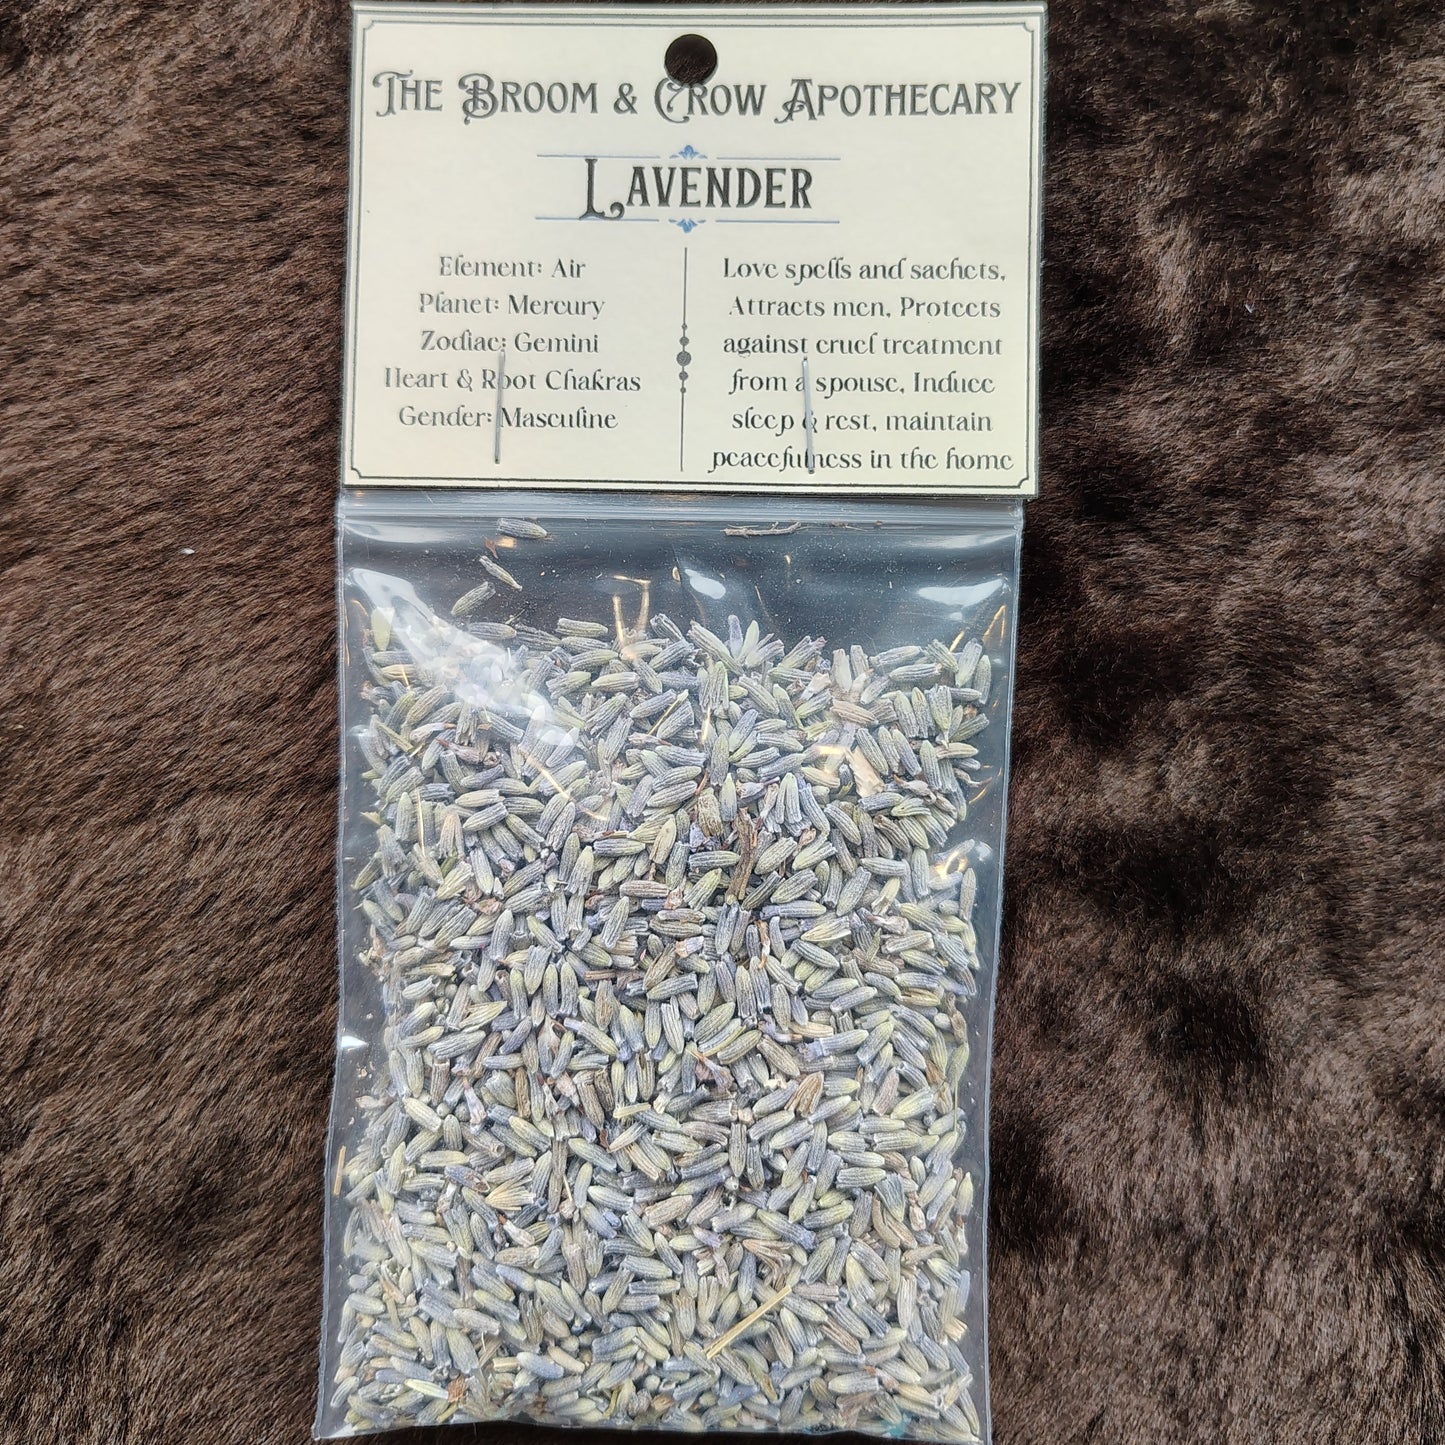 The Broom & Crow Apothecary
Lavender
Element: Air
Planet: Mercury
Zodiac: Gemini
Heart & Root Chakras
Gender: Masculine
Love spells and sachets,
Attracts men, Protects
against cruel treatment
from a spouse, Induce
sleep & rest, maintain
peacefulness in the home